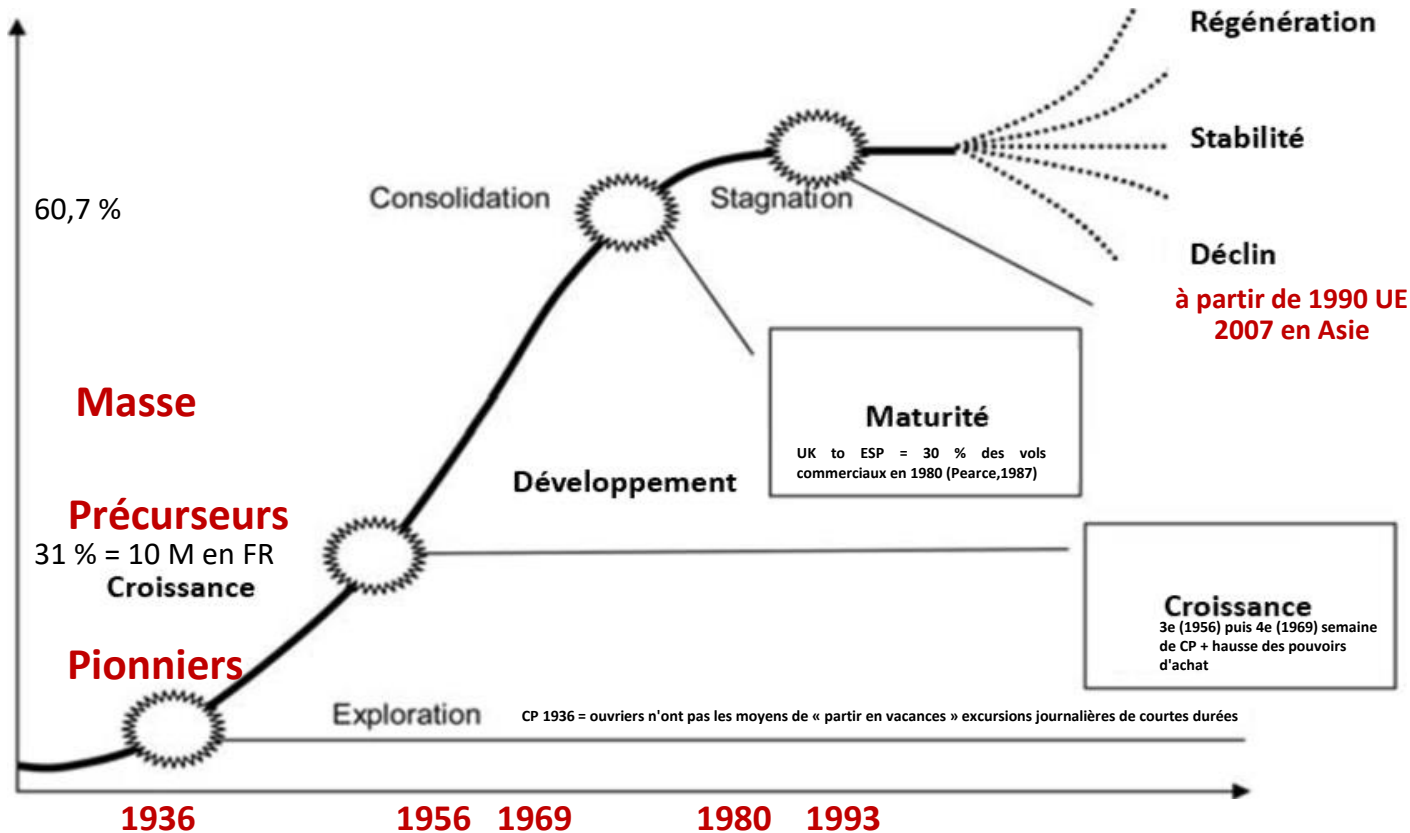 Régénération
Stabilité
60,7 %
Consolidation
Stagnation
Déclin
à partir de 1990 UE
2007 en Asie
Masse
Maturité
UK to ESP = 30 % des vols
commerciaux en 1980 (Pearce,1987)
Développement
Précurseurs
31 % = 10 M en FR
Croissance
Croissance
3e (1956) puis 4e (1969) semaine
de CP + hausse des pouvoirs
d'achat
Pionniers
Exploration
CP 1936 = ouvriers n'ont pas les moyens de « partir en vacances » excursions journalières de courtes durées
1936
1956
1969
1980
1993